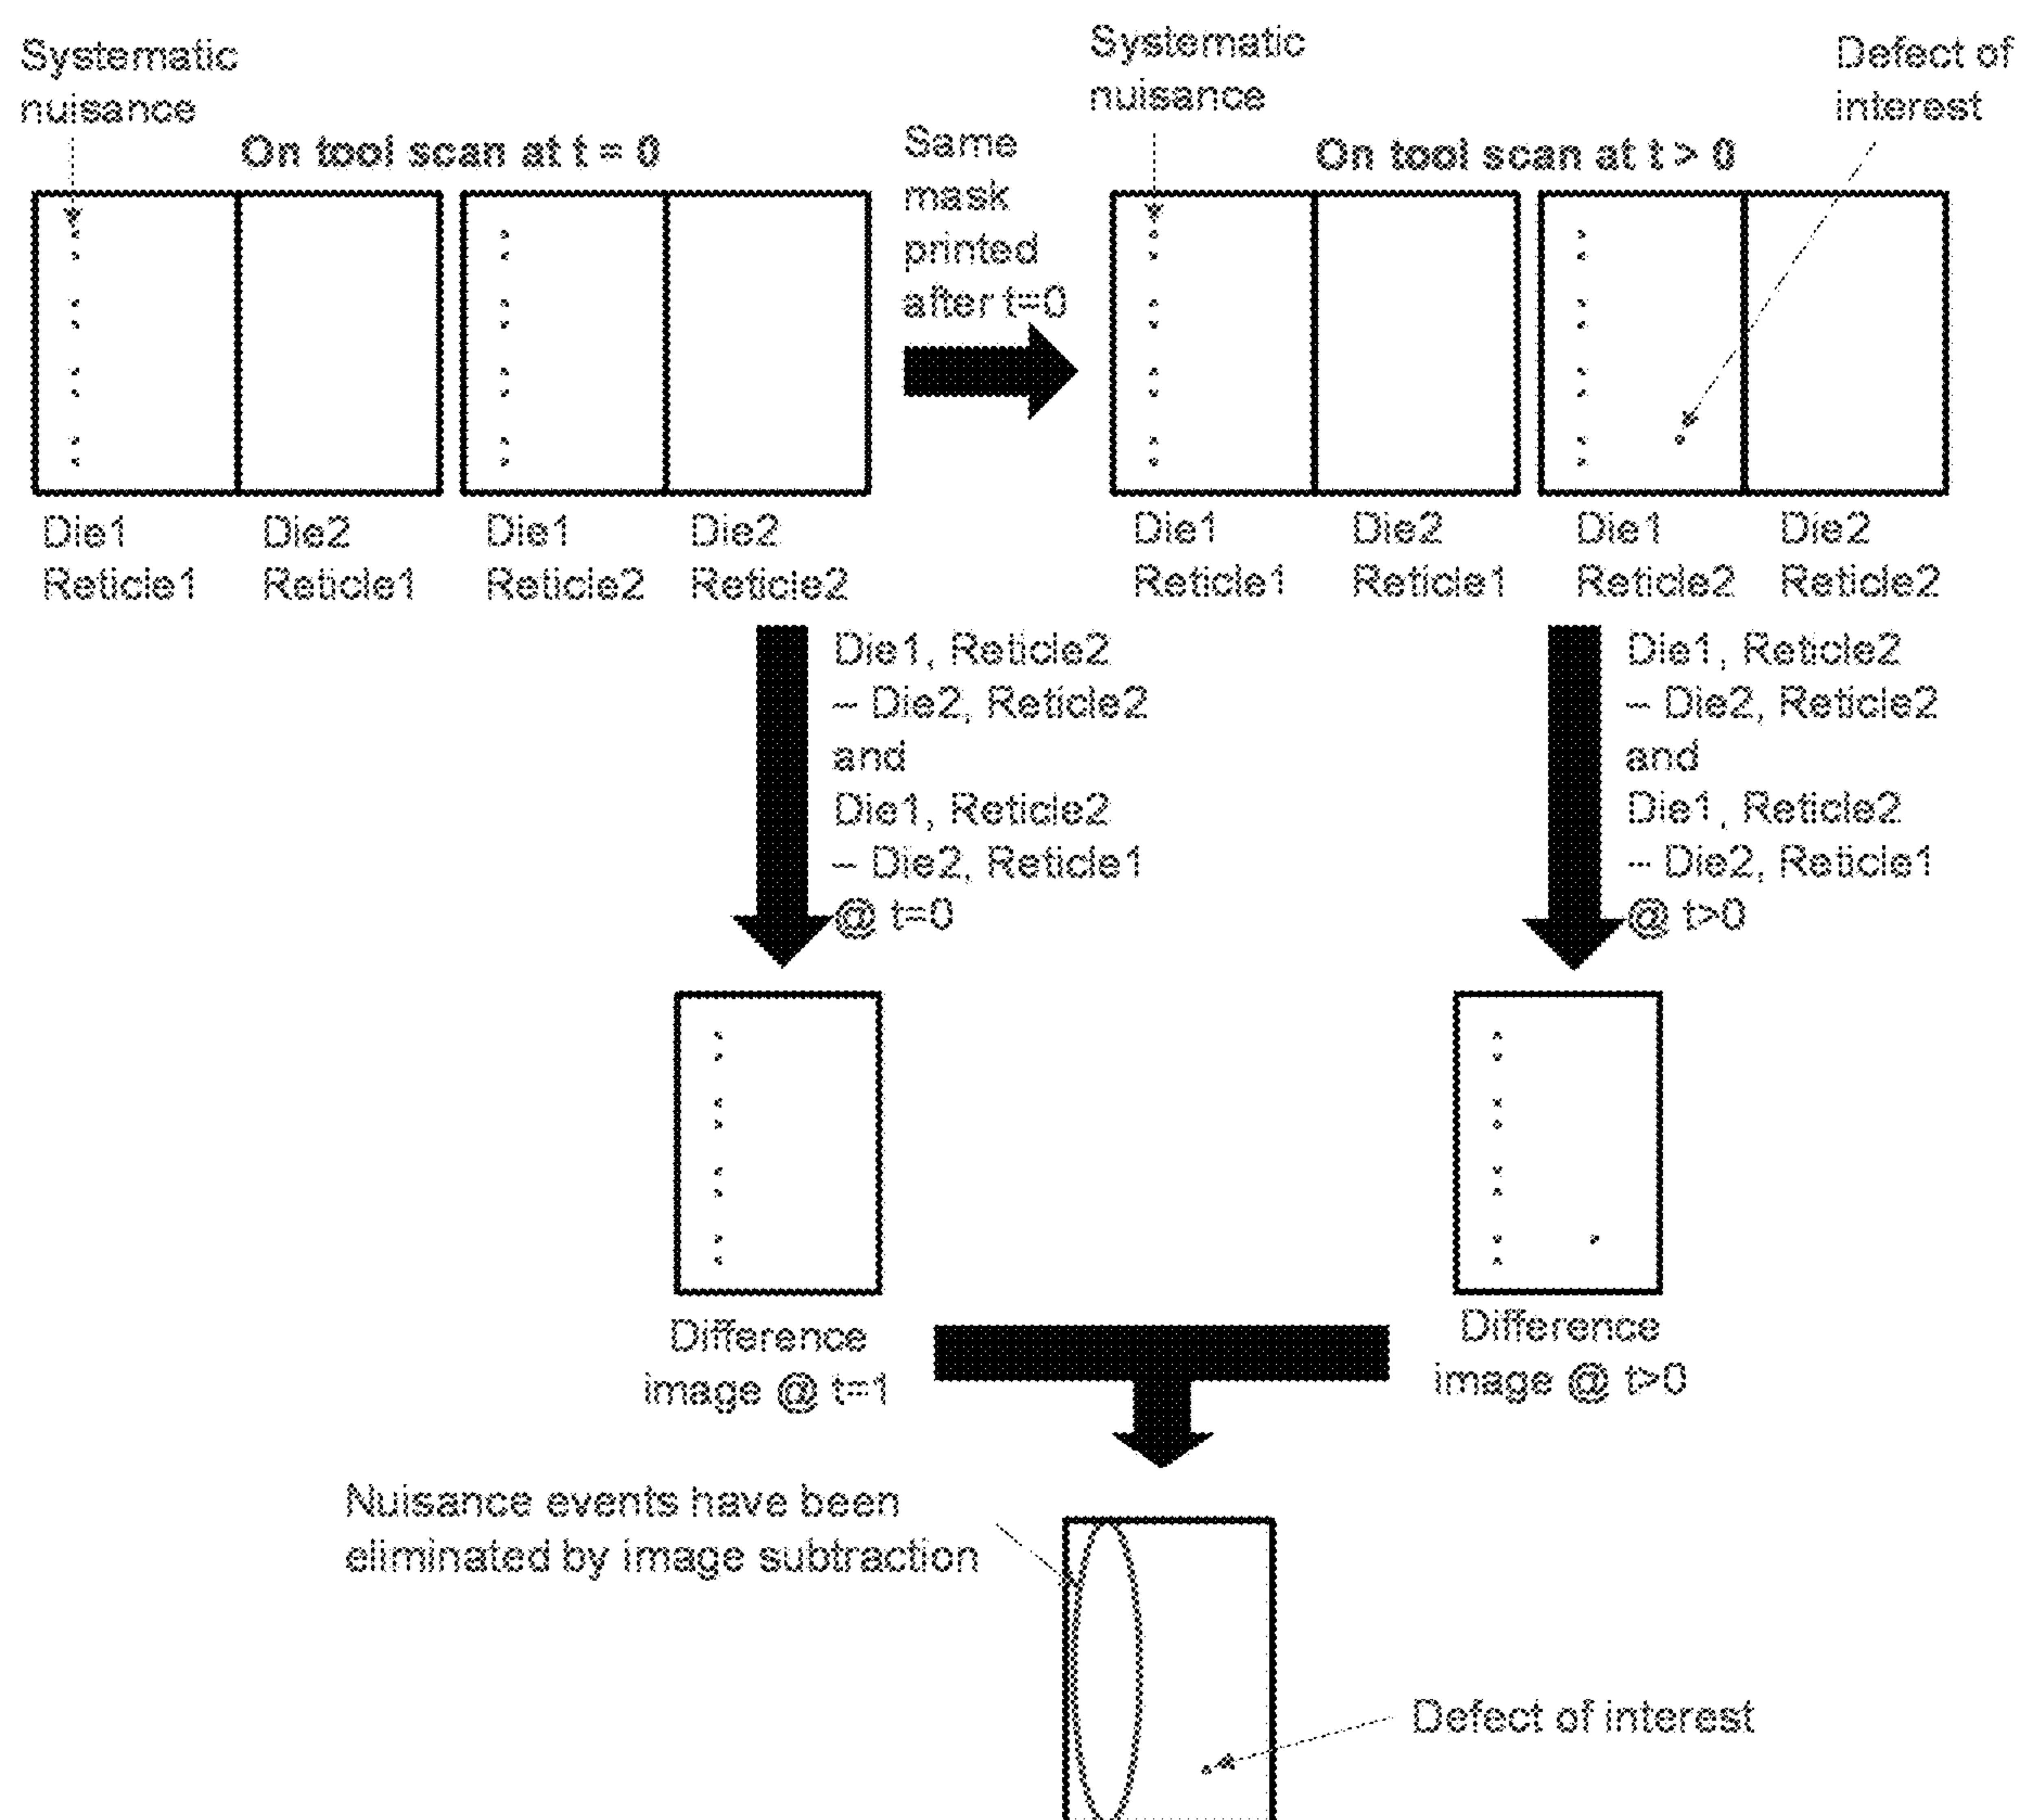 Systematic
nuisance
On tool scan at t = 0
Same
mask
printed
after t=0
Systematic
nuisance
On tool scan at t > 0
Defect of
interest
Die1
Reticle1
Die2
Reticle1
Die1
Reticle2
Die2
Reticle2
Die1
Reticle1
Die2
Reticle1
Die1
Reticle2
Die2
Reticle2
Die1, Reticle2
– Die2, Reticle2
and
Die1, Reticle2
– Die2, Reticle1
@ t=0
Die1, Reticle2
– Die2, Reticle2
and
Die1, Reticle2
-- Die2, Reticle1
@ t>0
Difference
image @ t=1
Difference
image @ t>0
Nuisance events have been
eliminated by image subtraction
Defect of interest